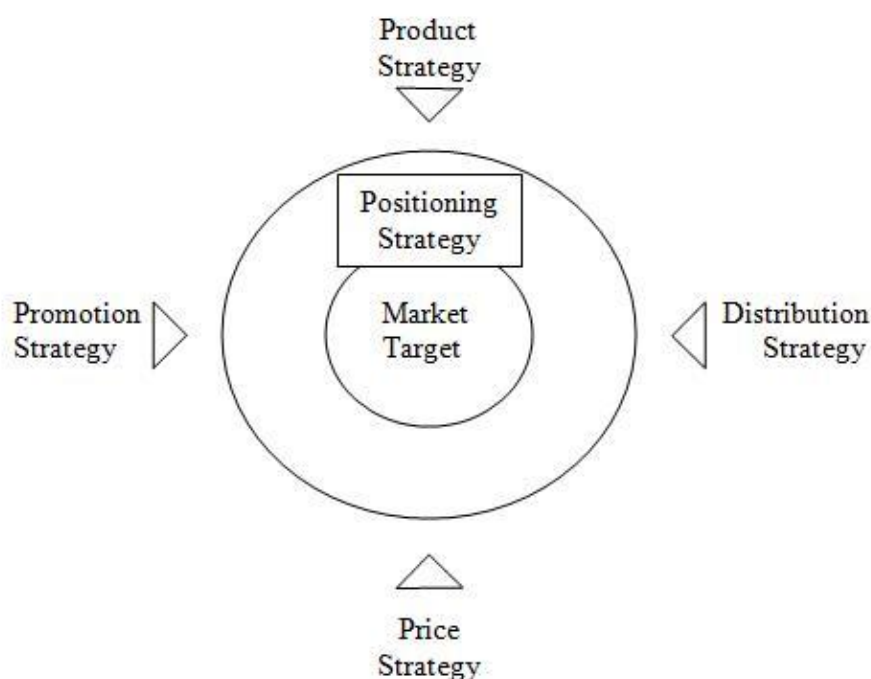 Product
Strategy
Positioning
Strategy
Promotion
Strategy
Market
Target
Distribution
Strategy
Price
Strategy